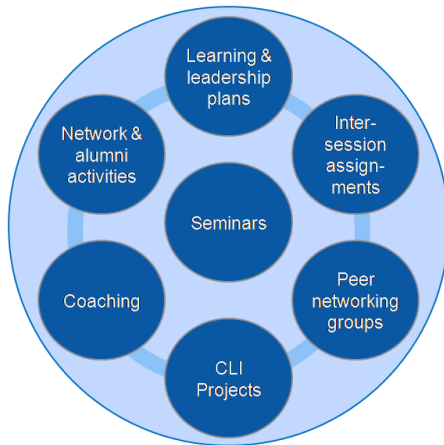 Learning &
leadership
plans
Network &
alumni
activities
Inter-
session
assign-
ments
Seminars
Coaching
Peer
networking
groups
CLI
Projects